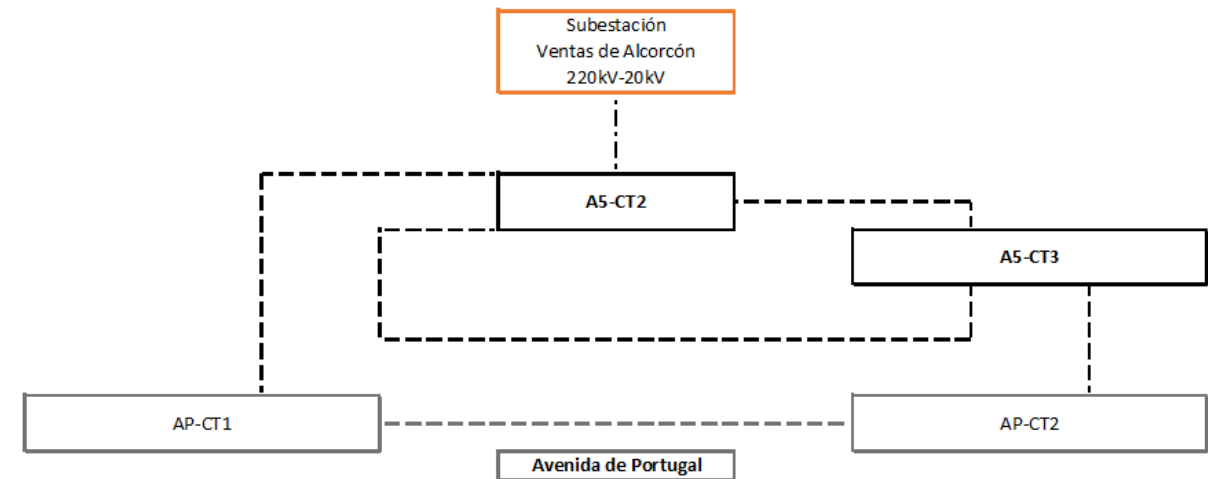 Subestación
Ventas de Alcorcón
220kV-20kV
A5-CT2
A5-CT3
AP-CT1
AP-CT2
Avenida de Portugal